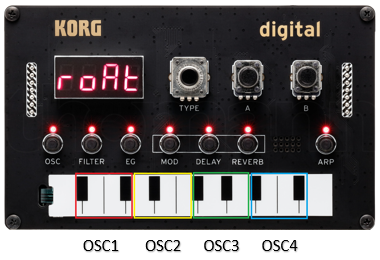 KORG
digital
roAt
TYPE
A
B
OSC
FILTER
EG
MOD
DELAY
REVERB
ARP
OSC1
OSC2
OSC3
OSC4